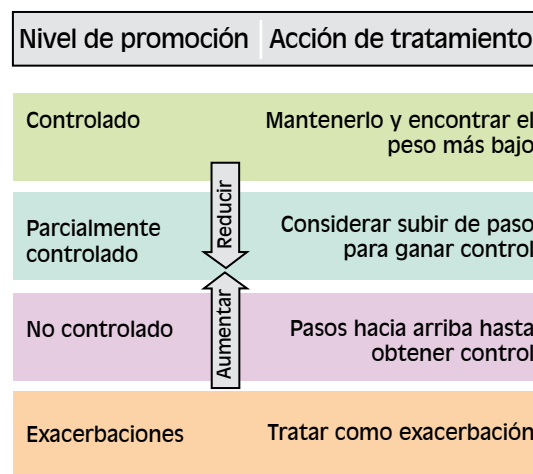 Nivel de promoción Acción de tratamiento
Controlado
Mantenerlo y encontrar el
peso más bajo
Reducir
Parcialmente
controlado
Considerar subir de paso
para ganar control
Aumentar
No controlado
Pasos hacia arriba hasta
obtener control
Exacerbaciones
Tratar como exacerbación